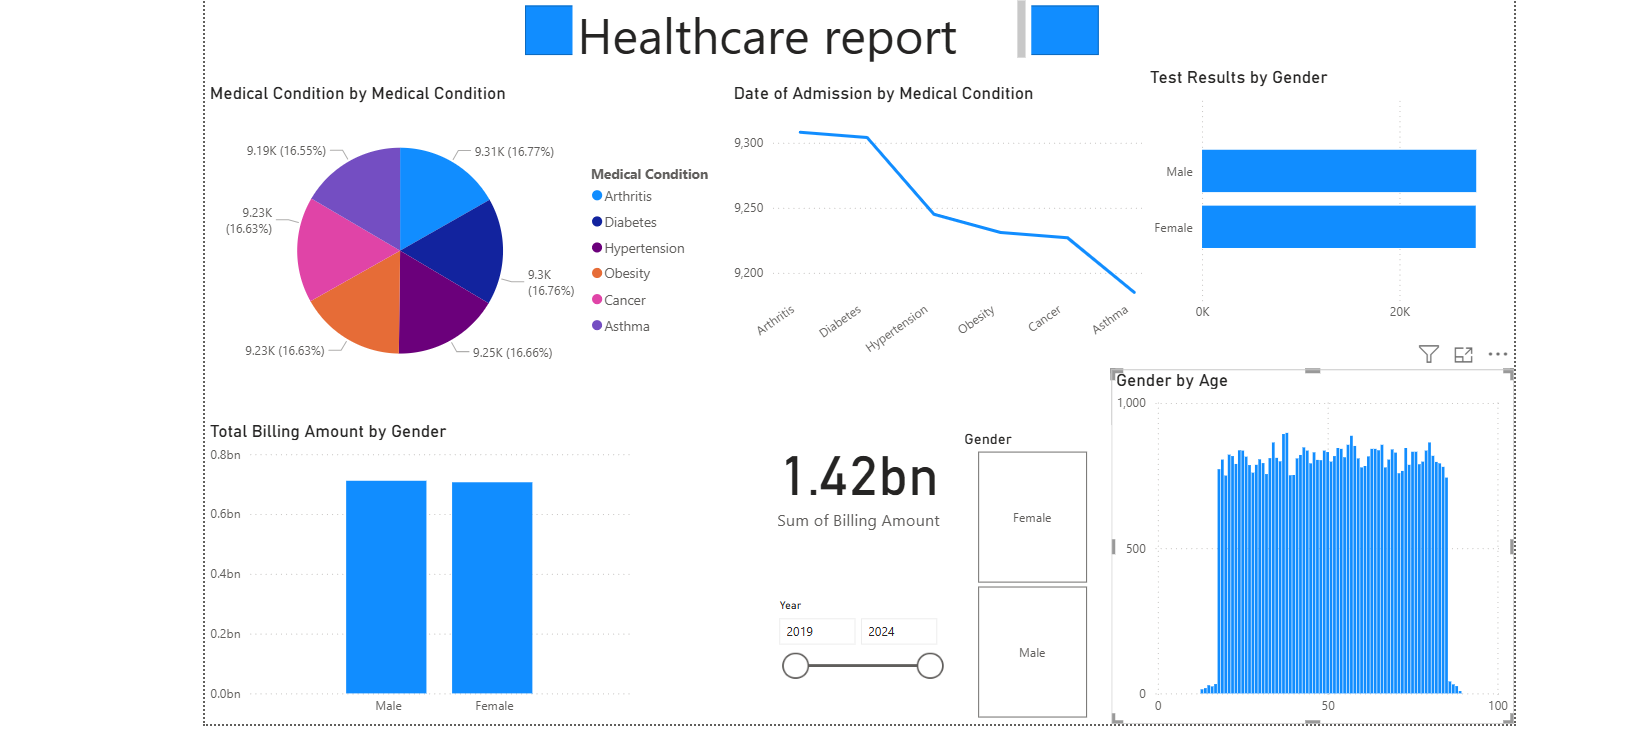 Healthcare report
Medical Condition by Medical Condition
9.19K (16.55%)
9.31K (16.77%)
9.23K
(16.63%)
9.3K
(16.76%)
9.23K (16.63%)
9.25K (16.66%)
Medical Condition
Arthritis
Diabetes
Hypertension
Obesity
Cancer
Asthma
Date of Admission by Medical Condition
9,300
9,250
9,200
Arthritis
Diabetes
Hypertension
Obesity
Cancer
Asthma
Test Results by Gender
Male
Female
0K
20K
Total Billing Amount by Gender
0.8bn
0.6bn
0.4bn
0.2bn
0.0bn
Male
Female
1.42bn
Sum of Billing Amount
Year
2019
2024
Gender
Female
Male
Gender by Age
1,000
500
0
0
50
100